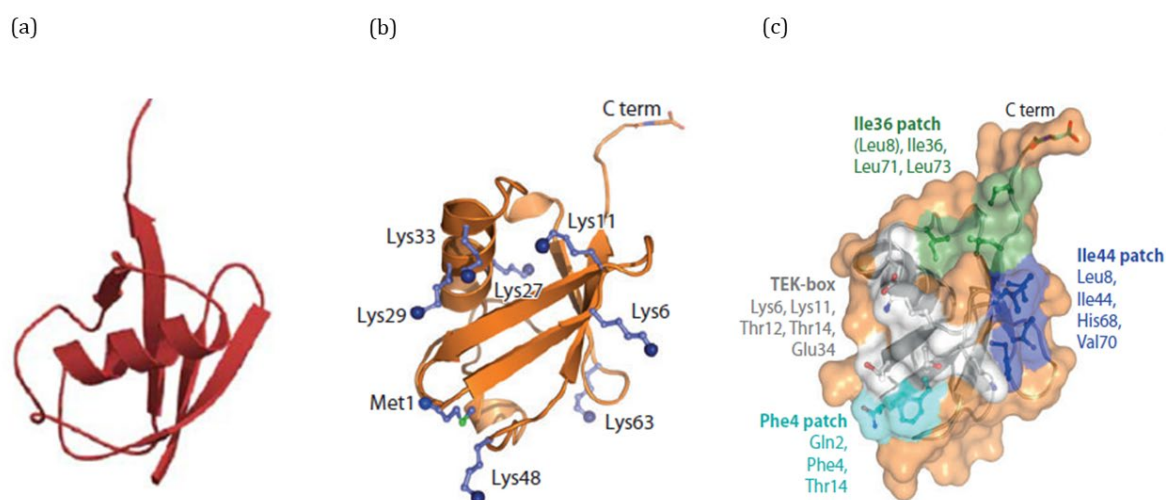 (a)
(b)
(c)
C term
Lys33
Lys11
Lys27
Lys29
Lys6
Met1
Lys63
Lys48
C term
Ile36 patch
(Leu8), Ile36,
Leu71, Leu73
Ile44 patch
Leu8,
Ile44,
His68,
Val70
TEK-box
Lys6, Lys11,
Thr12, Thr14,
Glu34
Phe4 patch
Gln2,
Phe4,
Thr14